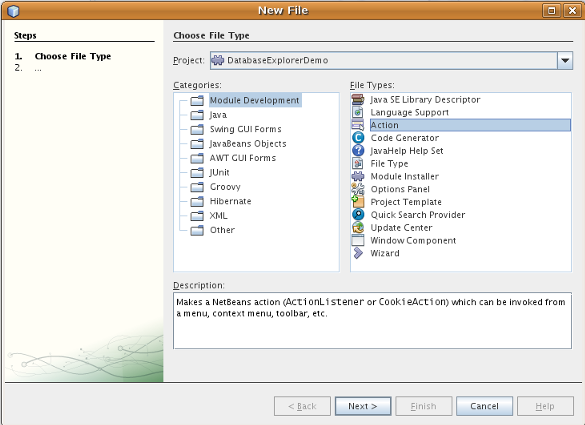 New File
Steps
1. Choose File Type
2. ...
Choose File Type
Project: DatabaseExplorerDemo
Categories:
Module Development
Java
Swing GUI Forms
JavaBeans Objects
AWT GUI Forms
JUnit
Groovy
Hibernate
XML
Other
File Types:
Java SE Library Descriptor
Language Support
Action
Code Generator
JavaHelp Help Set
File Type
Module Installer
Options Panel
Project Template
Quick Search Provider
Update Center
Window Component
Wizard
Description:
Makes a NetBeans action (ActionListener or CookieAction) which can be invoked from
a menu, context menu, toolbar, etc.
< Back
Next >
Finish
Cancel
Help